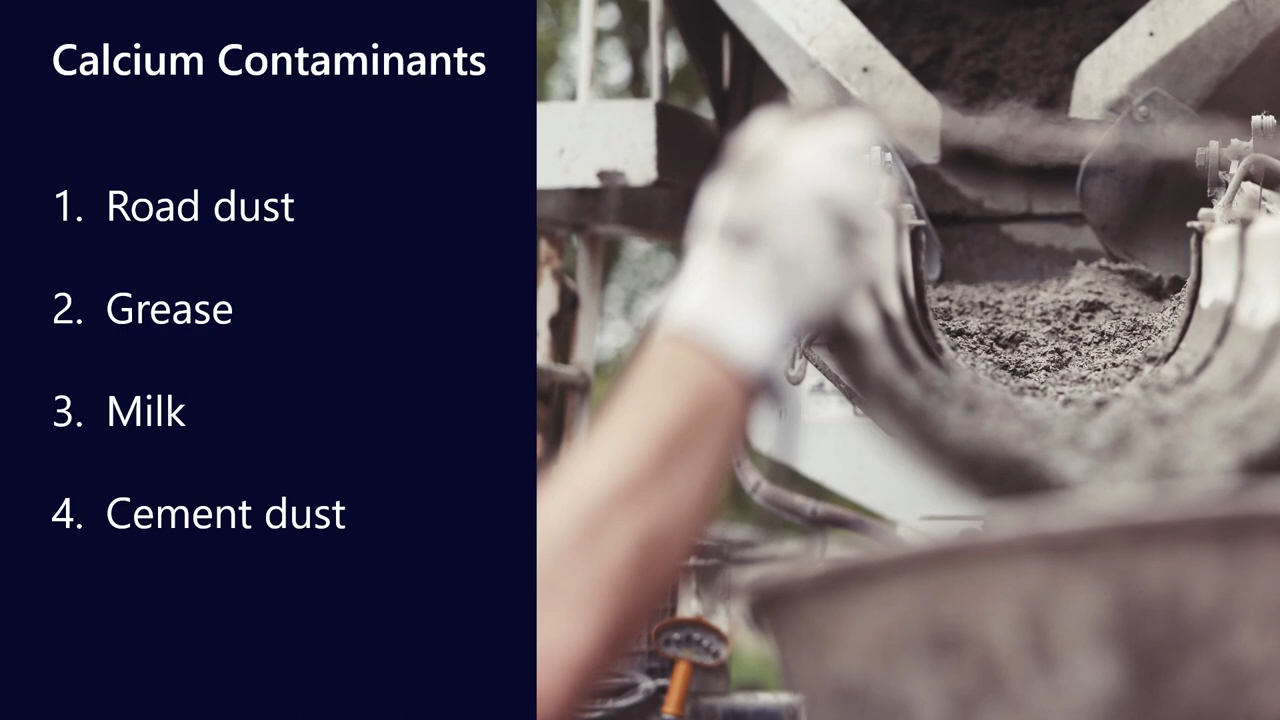 Calcium Contaminants
1. Road dust
2. Grease
3. Milk
4. Cement dust